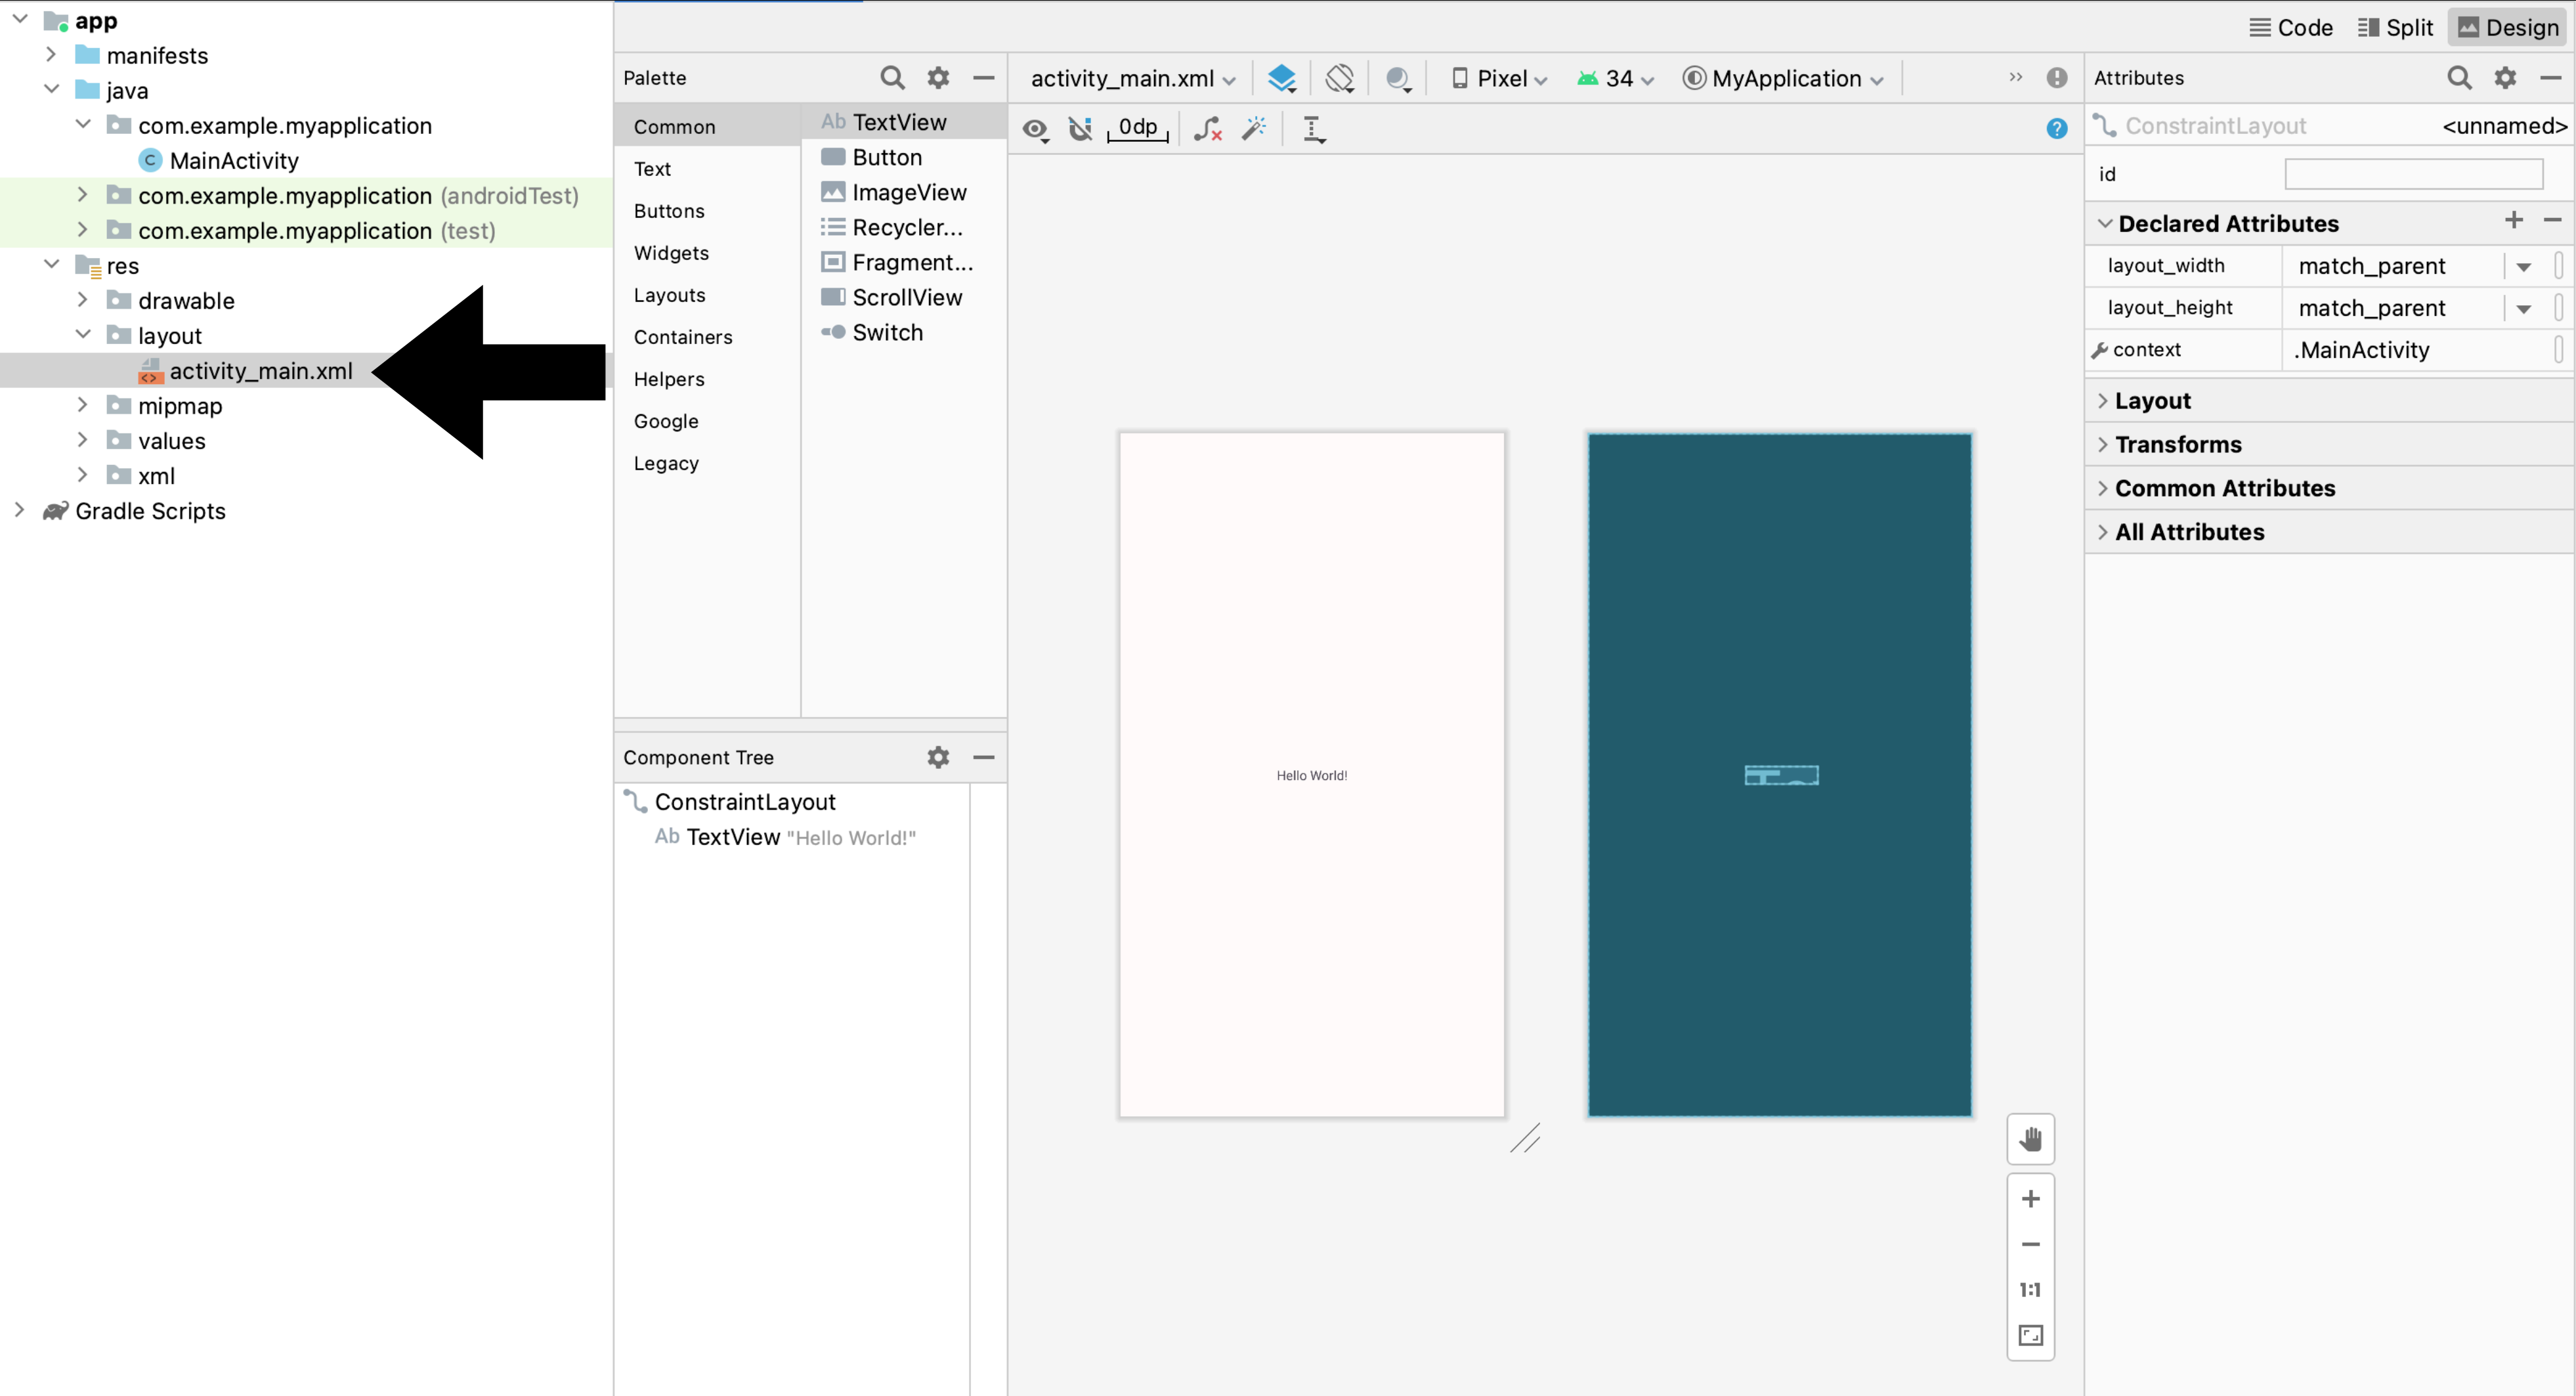 app
manifests
java
com.example.myapplication
MainActivity
com.example.myapplication (androidTest)
com.example.myapplication (test)
res
drawable
layout
activity_main.xml
mipmap
values
xml
Gradle Scripts
Code Split Design
Palette
Common
Text
Buttons
Widgets
Layouts
Containers
Helpers
Google
Legacy
Ab TextView
Button
ImageView
Recycler...
Fragment...
ScrollView
Switch
Component Tree
ConstraintLayout
Ab TextView "Hello World!"
activity_main.xml Pixel 34 MyApplication
0dp
Hello World!
1:1
Attributes
ConstraintLayout <unnamed>
id
Declared Attributes
layout_width match_parent
layout_height match_parent
context .MainActivity
Layout
Transforms
Common Attributes
All Attributes